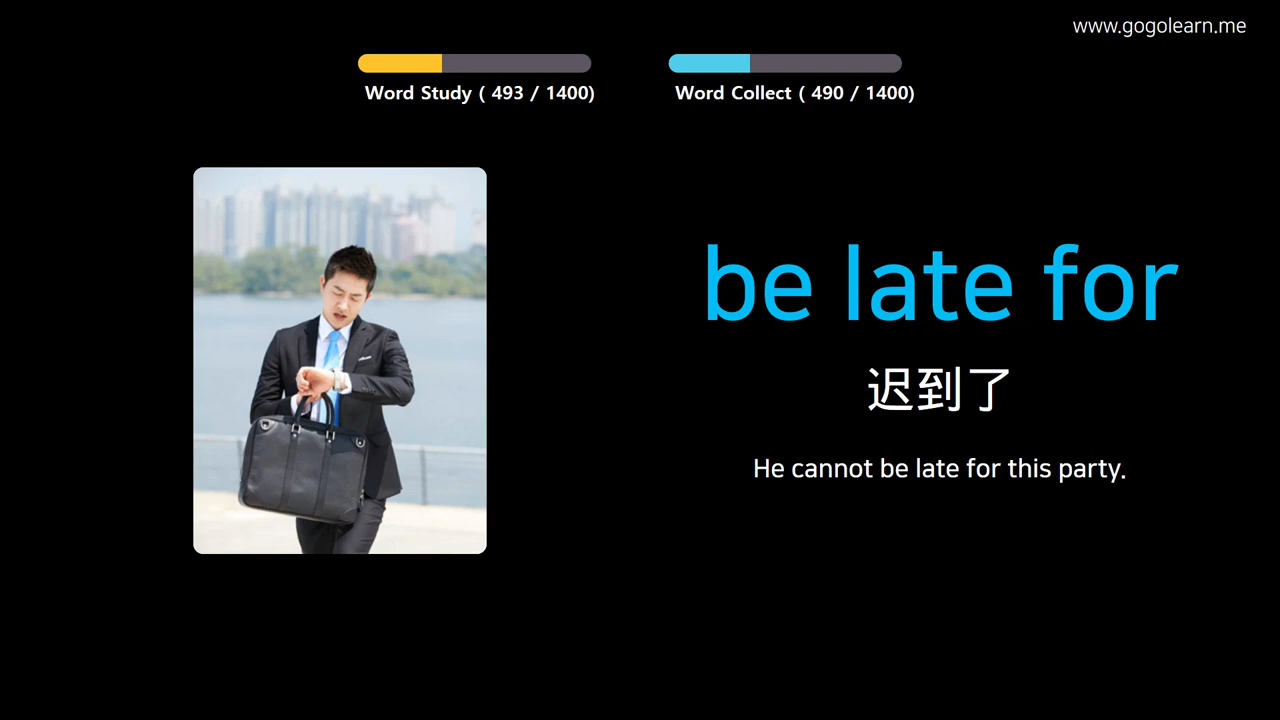 www.gogolearn.me
Word Study ( 493 / 1400)
Word Collect ( 490 / 1400)
be late for
迟到了
He cannot be late for this party.